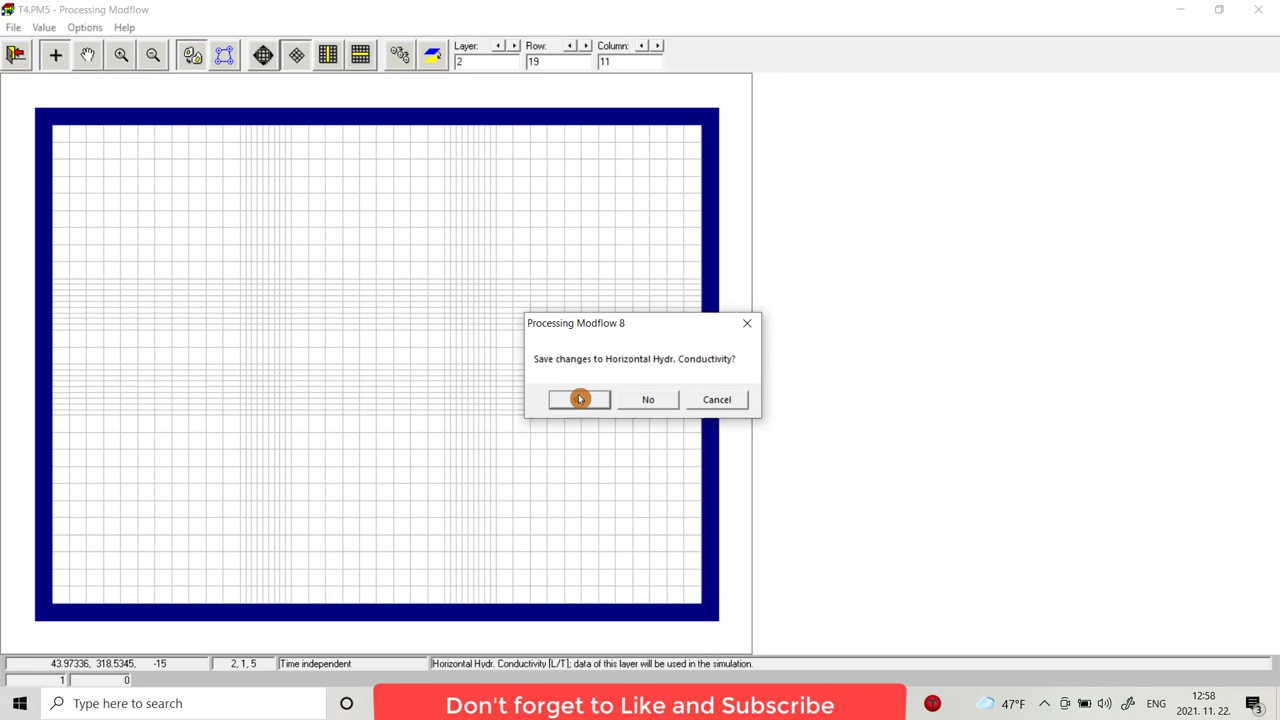 T4.PM5 - Processing Modflow
File Value Options Help
Layer: Row: Column:
2 19 11
Processing Modflow 8
Save changes to Horizontal Hydr. Conductivity?
No Cancel
43.97336, 318.5345, -15 2, 1, 5 Time independent Horizontal Hydr. Conductivity [L/T]; data of this layer will be used in the simulation.
1 0
Type here to search
Don't forget to Like and Subscribe
47°F ENG 12:58
2021. 11. 22. 3